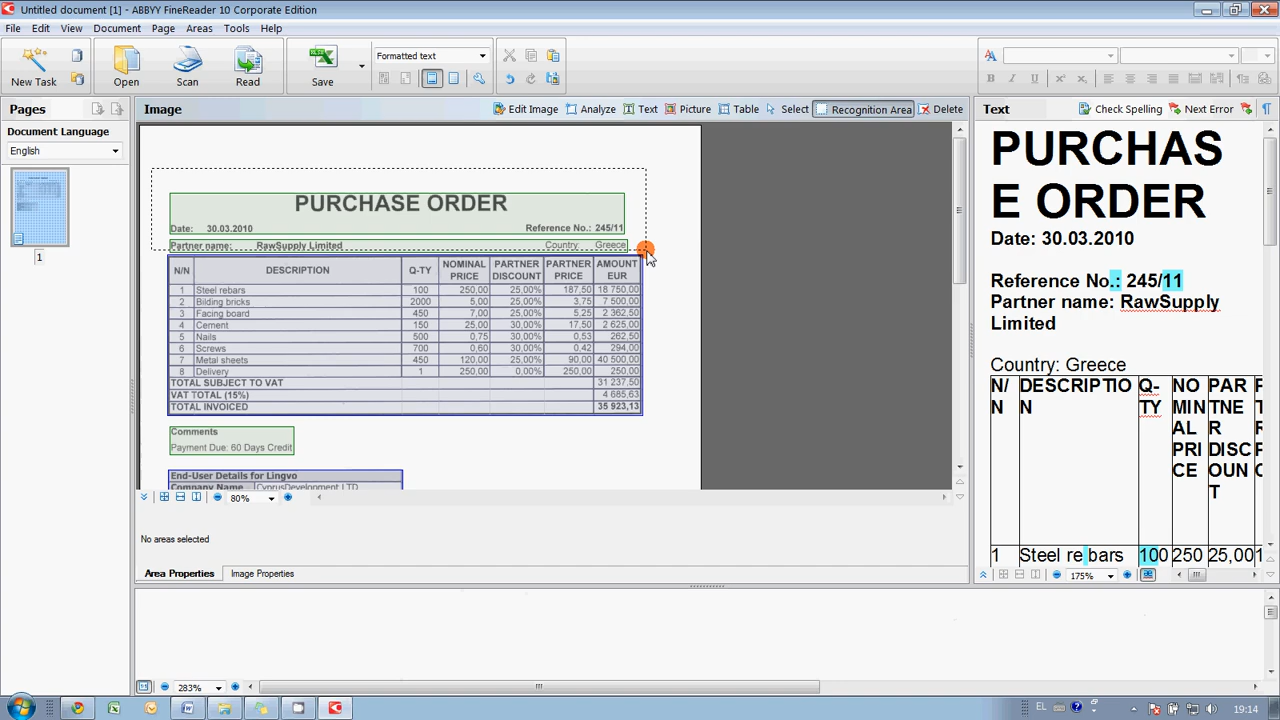 Untitled document [1] - ABBYY FineReader 10 Corporate Edition
File Edit View Document Page Areas Tools Help
New Task Open Scan Read Save Formatted text
Pages
Document Language
English
1
Image Edit Image Analyze Text Picture Table Select Recognition Area Delete
PURCHASE ORDER
Date: 30.03.2010 Reference No.: 245/11
Partner name: RawSupply Limited Country: Greece
N/N DESCRIPTION Q-TY NOMINAL PRICE PARTNER DISCOUNT PARTNER PRICE AMOUNT EUR
1 Steel rebars 100 250,00 25,00% 187,50 18 750,00
2 Bilding bricks 2000 5,00 25,00% 3,75 7 500,00
3 Facing board 450 7,00 25,00% 5,25 2 362,50
4 Cement 150 25,00 30,00% 17,50 2 625,00
5 Nails 500 0,75 30,00% 0,53 262,50
6 Screws 700 0,60 30,00% 0,42 294,00
7 Metal sheets 450 120,00 25,00% 90,00 40 500,00
8 Delivery 1 250,00 0,00% 250,00 250,00
TOTAL SUBJECT TO VAT 31 237,50
VAT TOTAL (15%) 4 685,63
TOTAL INVOICED 35 923,13
Comments
Payment Due: 60 Days Credit
End-User Details for Lingvo
Company Name CyprusDevelopment LTD
80%
No areas selected
Area Properties Image Properties
283%
Text Check Spelling Next Error
PURCHAS
E ORDER
Date: 30.03.2010
Reference No.: 245/11
Partner name: RawSupply
Limited
Country: Greece
N/ DESCRIPTIO Q- NO PAR P
N N TY MIN TNE T
AL R R
PRI DISC P
CE OUN C
T
1 Steel rebars 100 250 25,00 1
175%
EL 19:14